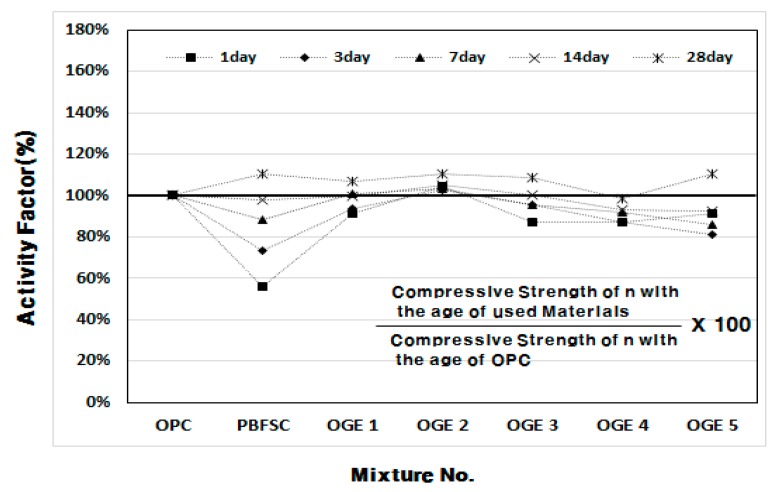 180%
160%
140%
120%
100%
80%
60%
40%
20%
0%
Activity Factor(%)
1day 3day 7day 14day 28day
Compressive Strength of n with
the age of used Materials
X 100
Compressive Strength of n with
the age of OPC
OPC PBFSC OGE 1 OGE 2 OGE 3 OGE 4 OGE 5
Mixture No.